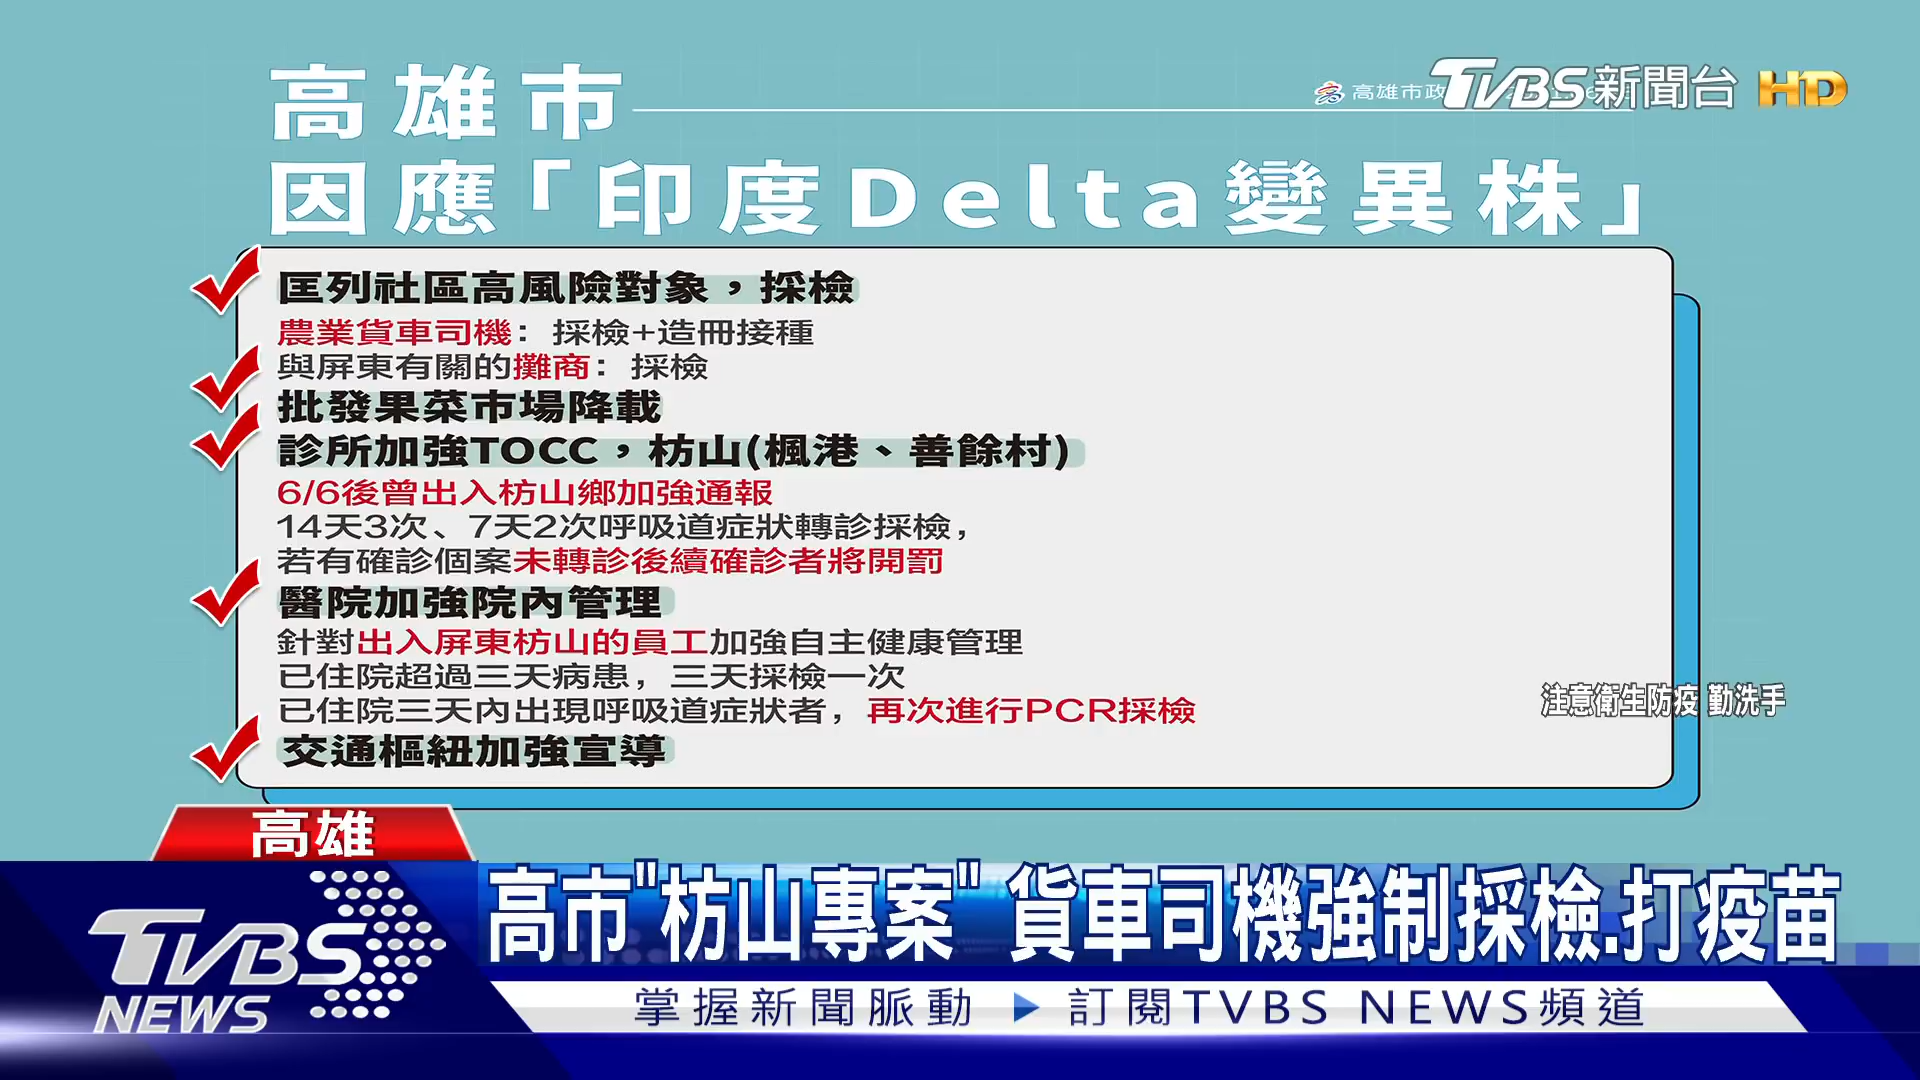 高雄市
高雄市政
TVBS新聞台 HD
因應「印度Delta變異株」
匡列社區高風險對象，採檢
農業貨車司機：採檢+造冊接種
與屏東有關的攤商：採檢
批發果菜市場降載
診所加強TOCC，枋山(楓港、善餘村)
6/6後曾出入枋山鄉加強通報
14天3次、7天2次呼吸道症狀轉診採檢，
若有確診個案未轉診後續確診者將開罰
醫院加強院內管理
針對出入屏東枋山的員工加強自主健康管理
已住院超過三天病患，三天採檢一次
已住院三天內出現呼吸道症狀者，再次進行PCR採檢
注意衛生防疫 勤洗手
交通樞紐加強宣導
高雄
高市"枋山專案" 貨車司機強制採檢.打疫苗
TVBS NEWS
掌握新聞脈動 ▶ 訂閱TVBS NEWS頻道